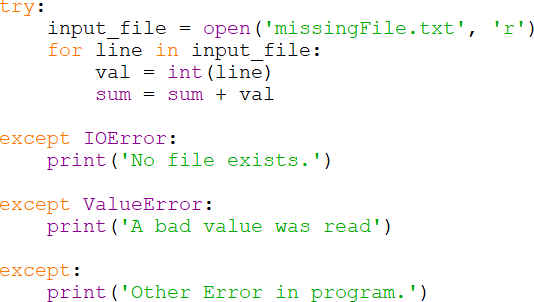 try:
    input_file = open('missingFile.txt', 'r')
    for line in input_file:
        val = int(line)
        sum = sum + val
except IOError:
    print('No file exists.')
except ValueError:
    print('A bad value was read')
except:
    print('Other Error in program.')